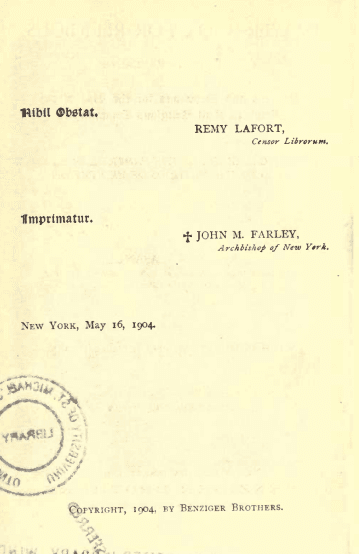 Nihil Obstat.
REMY LAFORT,
Censor Librorum.
Imprimatur.
✝ JOHN M. FARLEY,
Archbishop of New York.
NEW YORK, May 16, 1904.
LIBRARY
COPYRIGHT, 1904, BY BENZIGER BROTHERS.